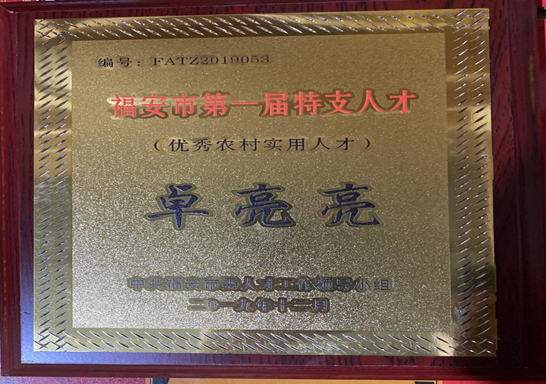 编号：FATZ2019053
福安市第一届特支人才
（优秀农村实用人才）
卓亮亮
中共福安市委人才工作领导小组
二〇一九年十二月